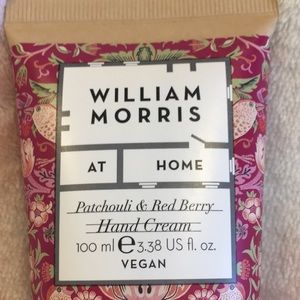 WILLIAM
MORRIS
AT HOME
Patchouli & Red Berry
Hand Cream
100 ml ℮ 3.38 US fl. oz.
VEGAN